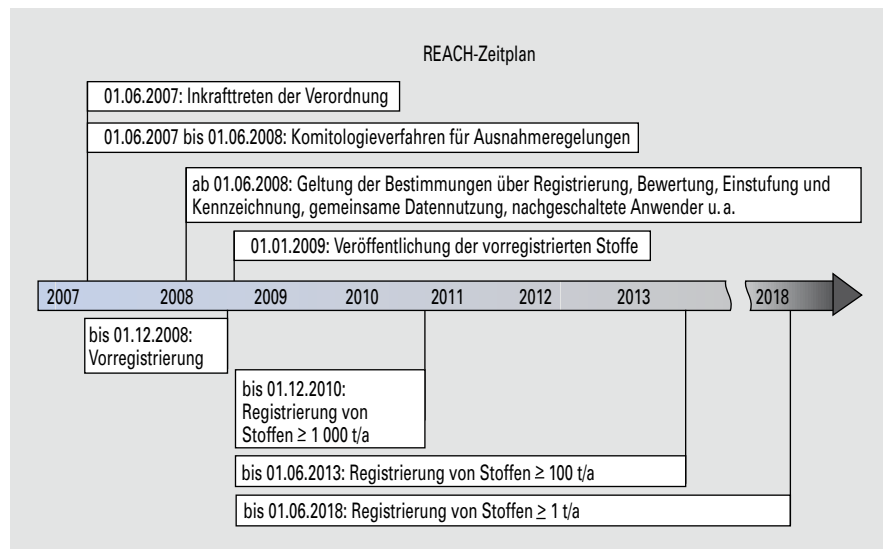 REACH-Zeitplan
01.06.2007: Inkrafttreten der Verordnung
01.06.2007 bis 01.06.2008: Komitologieverfahren für Ausnahmeregelungen
ab 01.06.2008: Geltung der Bestimmungen über Registrierung, Bewertung, Einstufung und
Kennzeichnung, gemeinsame Datennutzung, nachgeschaltete Anwender u. a.
01.01.2009: Veröffentlichung der vorregistrierten Stoffe
2007 2008 2009 2010 2011 2012 2013 2018
bis 01.12.2008:
Vorregistrierung
bis 01.12.2010:
Registrierung von
Stoffen ≥ 1 000 t/a
bis 01.06.2013: Registrierung von Stoffen ≥ 100 t/a
bis 01.06.2018: Registrierung von Stoffen ≥ 1 t/a